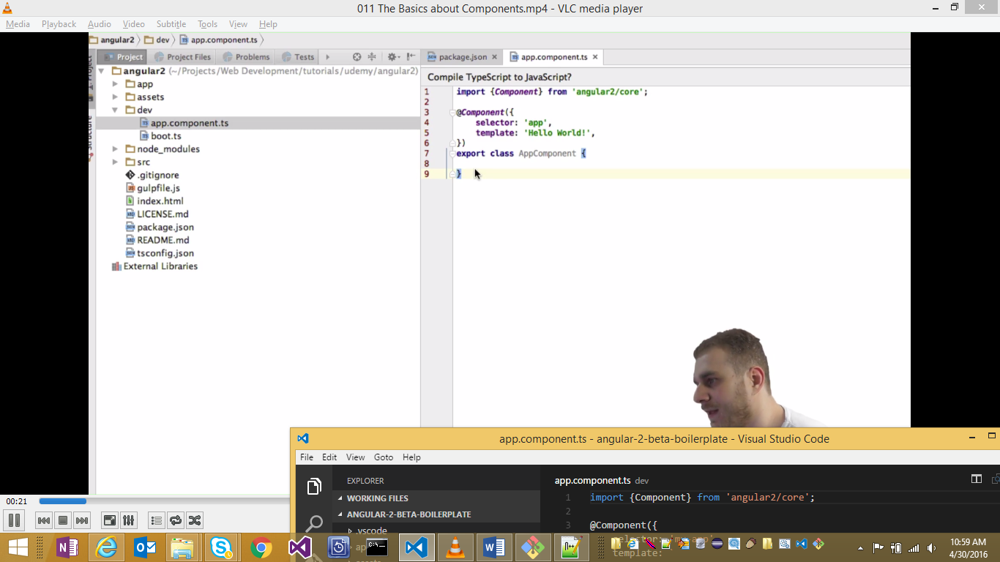 011 The Basics about Components.mp4 - VLC media player
Media Playback Audio Video Subtitle Tools View Help
angular2 dev app.component.ts
Project Project Files Problems Tests
package.json app.component.ts
angular2 (~/Projects/Web Development/tutorials/udemy/angular2)
app
assets
dev
app.component.ts
boot.ts
node_modules
src
.gitignore
gulpfile.js
index.html
LICENSE.md
package.json
README.md
tsconfig.json
External Libraries
Compile TypeScript to JavaScript?
1 import {Component} from 'angular2/core';
2
3 @Component({
4 selector: 'app',
5 template: 'Hello World!',
6 })
7 export class AppComponent {
8
9 }
00:21
app.component.ts - angular-2-beta-boilerplate - Visual Studio Code
File Edit View Goto Help
EXPLORER
WORKING FILES
ANGULAR-2-BETA-BOILERPLATE
.vscode
app.component.ts dev
1 import {Component} from 'angular2/core';
2
3 @Component({
template:
10:59 AM
4/30/2016